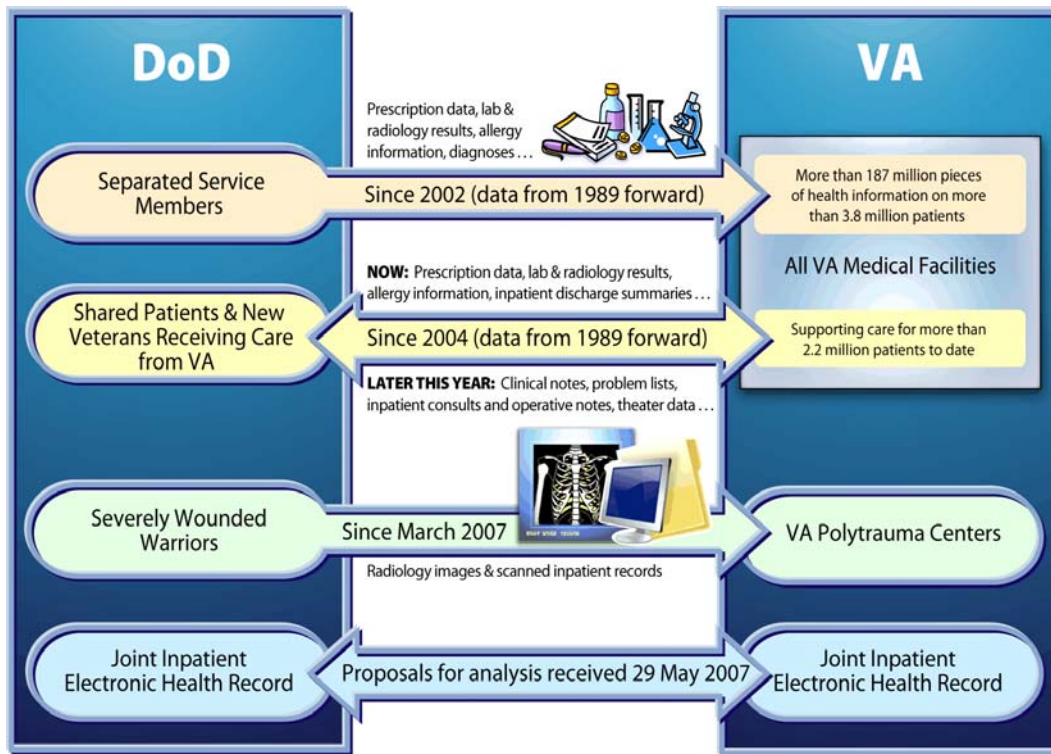 DoD
VA
Prescription data, lab &
radiology results, allergy
information, diagnoses ...
Separated Service
Members
Since 2002 (data from 1989 forward)
More than 187 million pieces
of health information on more
than 3.8 million patients
NOW: Prescription data, lab & radiology results,
allergy information, inpatient discharge summaries ...
All VA Medical Facilities
Shared Patients & New
Veterans Receiving Care
from VA
Since 2004 (data from 1989 forward)
Supporting care for more than
2.2 million patients to date
LATER THIS YEAR: Clinical notes, problem lists,
inpatient consults and operative notes, theater data ...
Severely Wounded
Warriors
Since March 2007
VA Polytrauma Centers
Radiology images & scanned inpatient records
Joint Inpatient
Electronic Health Record
Proposals for analysis received 29 May 2007
Joint Inpatient
Electronic Health Record